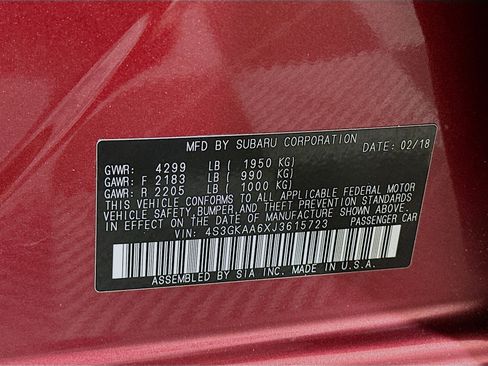 MFD BY SUBARU CORPORATION DATE: 02/18
GVWR: 4299 LB ( 1950 KG)
GAWR: F 2183 LB ( 990 KG)
GAWR: R 2205 LB ( 1000 KG)
THIS VEHICLE CONFORMS TO ALL APPLICABLE FEDERAL MOTOR
VEHICLE SAFETY, BUMPER, AND THEFT PREVENTION STANDARDS
IN EFFECT ON THE DATE OF MANUFACTURE SHOWN ABOVE.
VIN: 4S3GKAA6XJ3615723 PASSENGER CAR
ASSEMBLED BY SIA INC. MADE IN U.S.A.